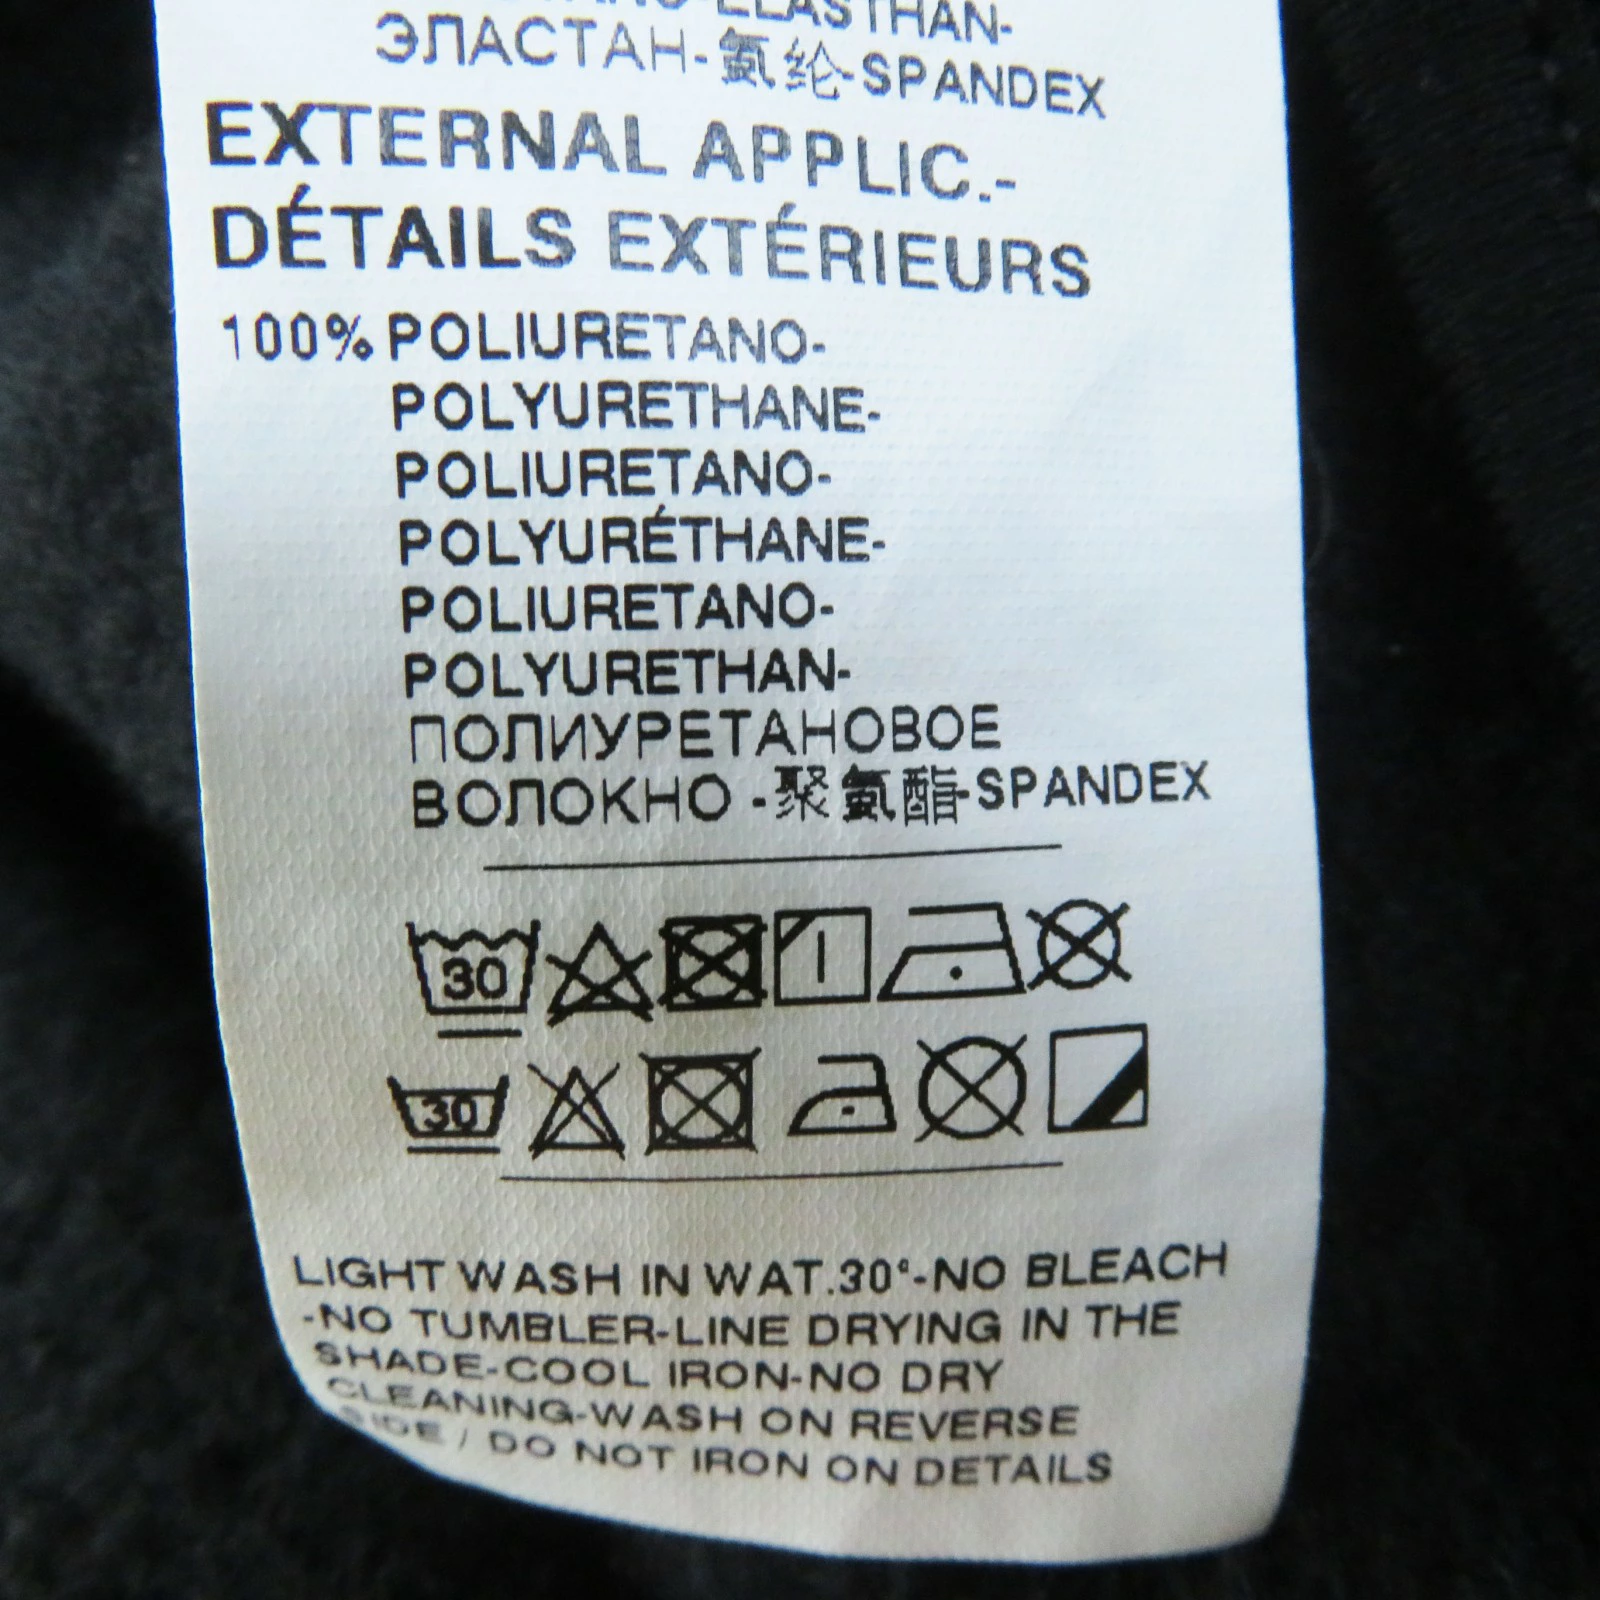 -ELASTHAN-
ЭЛАСТАН-氨纶-SPANDEX
EXTERNAL APPLIC.-
DÉTAILS EXTÉRIEURS
100% POLIURETANO-
POLYURETHANE-
POLIURETANO-
POLYURÉTHANE-
POLIURETANO-
POLYURETHAN-
ПОЛИУРЕТАНОВОЕ
ВОЛОКНО -聚氨酯-SPANDEX
30
30
LIGHT WASH IN WAT.30°-NO BLEACH
-NO TUMBLER-LINE DRYING IN THE
SHADE-COOL IRON-NO DRY
CLEANING-WASH ON REVERSE
SIDE / DO NOT IRON ON DETAILS